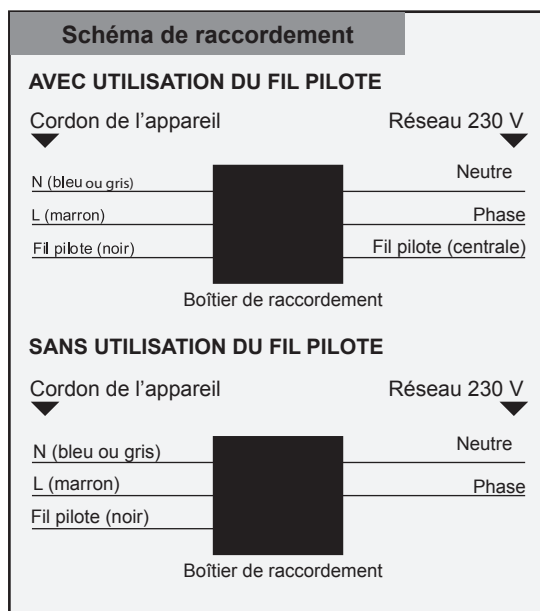 Schéma de raccordement
AVEC UTILISATION DU FIL PILOTE
Cordon de l’appareil Réseau 230 V
N (bleu ou gris) Neutre
L (marron) Phase
Fil pilote (noir) Fil pilote (centrale)
Boîtier de raccordement
SANS UTILISATION DU FIL PILOTE
Cordon de l’appareil Réseau 230 V
N (bleu ou gris) Neutre
L (marron) Phase
Fil pilote (noir)
Boîtier de raccordement